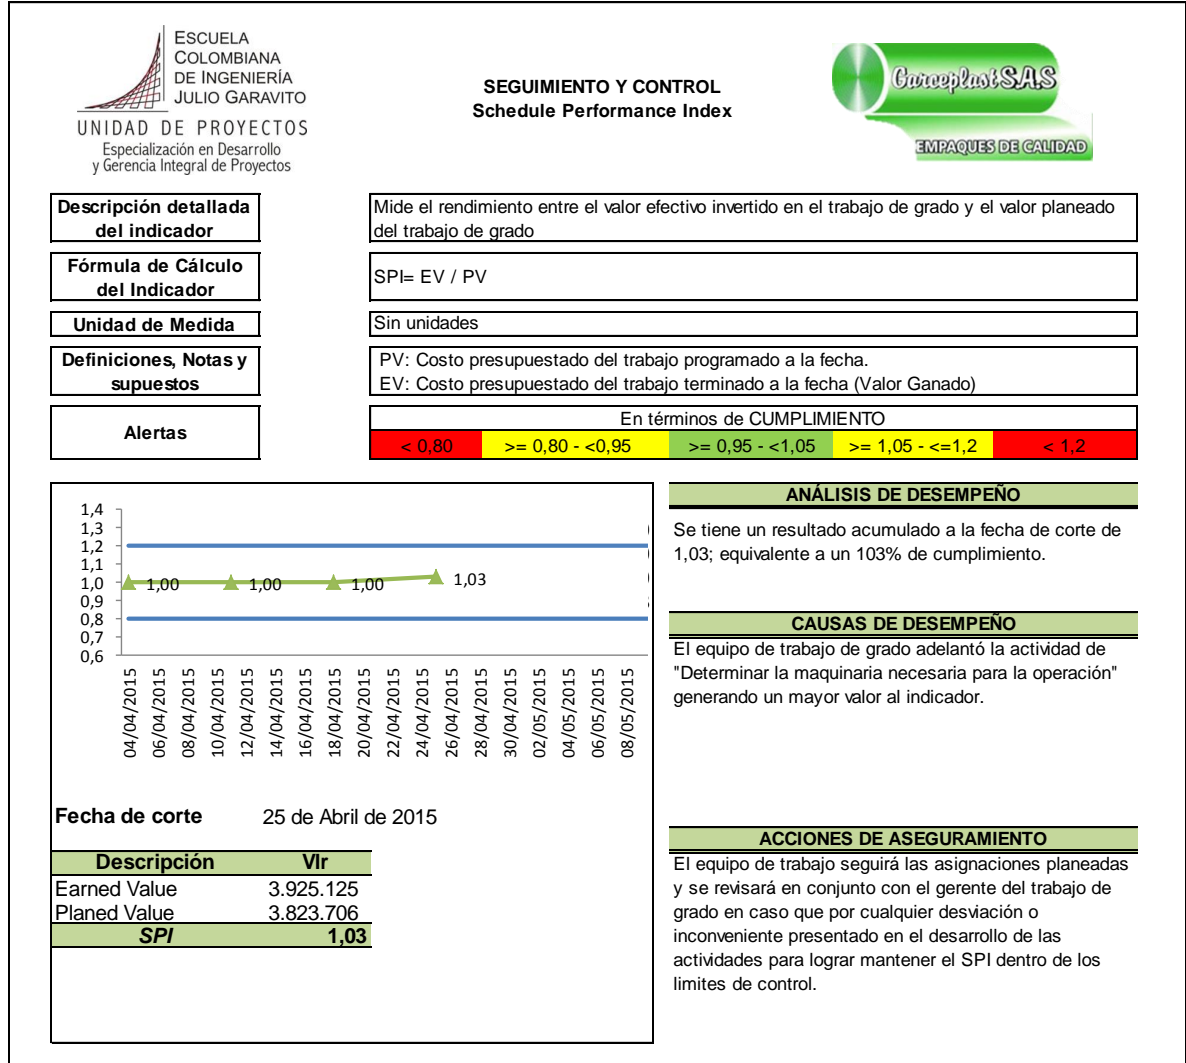 ESCUELA
COLOMBIANA
DE INGENIERÍA
JULIO GARAVITO
UNIDAD DE PROYECTOS
Especialización en Desarrollo
y Gerencia Integral de Proyectos
SEGUIMIENTO Y CONTROL
Schedule Performance Index
Garceplast SAS
EMPAQUES DE CALIDAD
Descripción detallada
del indicador
Mide el rendimiento entre el valor efectivo invertido en el trabajo de grado y el valor planeado
del trabajo de grado
Fórmula de Cálculo
del Indicador
SPI= EV / PV
Unidad de Medida
Sin unidades
Definiciones, Notas y
supuestos
PV: Costo presupuestado del trabajo programado a la fecha.
EV: Costo presupuestado del trabajo terminado a la fecha (Valor Ganado)
Alertas
En términos de CUMPLIMIENTO
< 0,80 >= 0,80 - <0,95 >= 0,95 - <1,05 >= 1,05 - <=1,2 < 1,2
1,4
1,3
1,2
1,1
1,0
0,9
0,8
0,7
0,6
1,00 1,00 1,00 1,03
04/04/2015
06/04/2015
08/04/2015
10/04/2015
12/04/2015
14/04/2015
16/04/2015
18/04/2015
20/04/2015
22/04/2015
24/04/2015
26/04/2015
28/04/2015
30/04/2015
02/05/2015
04/05/2015
06/05/2015
08/05/2015
Fecha de corte 25 de Abril de 2015
Descripción Vlr
Earned Value 3.925.125
Planed Value 3.823.706
SPI 1,03
ANÁLISIS DE DESEMPEÑO
Se tiene un resultado acumulado a la fecha de corte de
1,03; equivalente a un 103% de cumplimiento.
CAUSAS DE DESEMPEÑO
El equipo de trabajo de grado adelantó la actividad de
"Determinar la maquinaria necesaria para la operación"
generando un mayor valor al indicador.
ACCIONES DE ASEGURAMIENTO
El equipo de trabajo seguirá las asignaciones planeadas
y se revisará en conjunto con el gerente del trabajo de
grado en caso que por cualquier desviación o
inconveniente presentado en el desarrollo de las
actividades para lograr mantener el SPI dentro de los
limites de control.